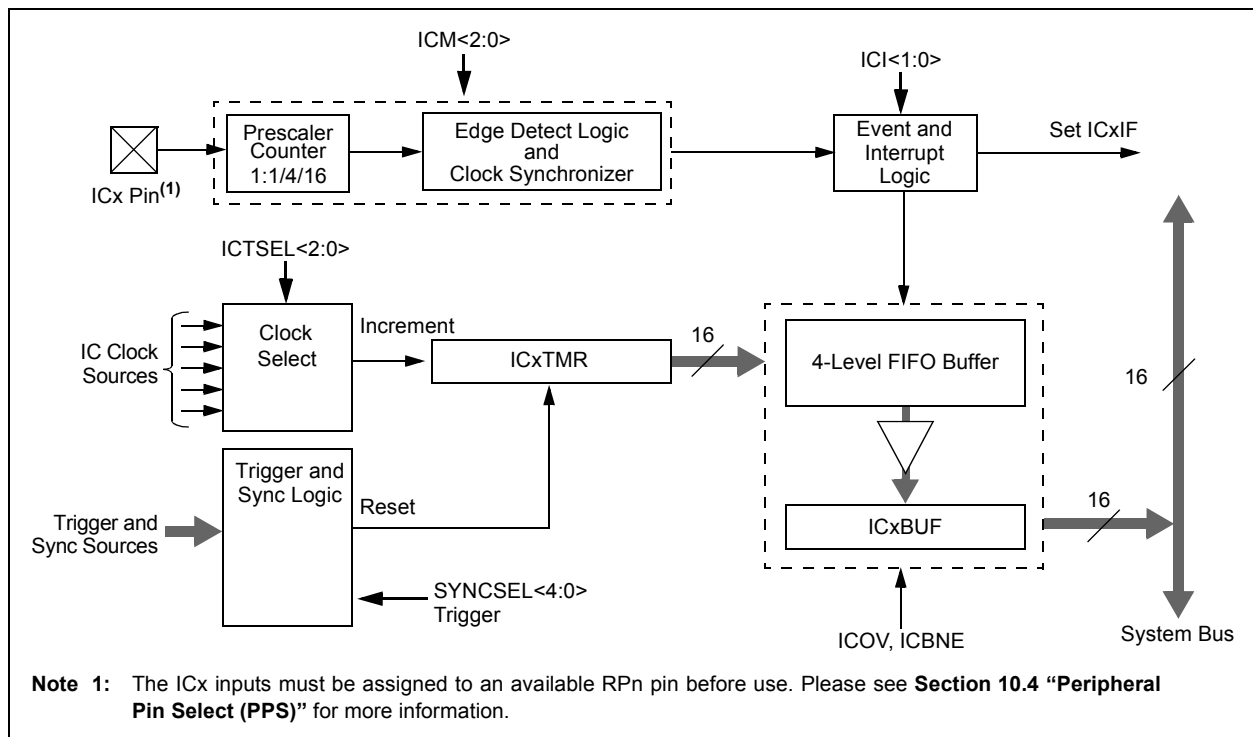 ICM<2:0>
ICI<1:0>
Prescaler
Counter
1:1/4/16
Edge Detect Logic
and
Clock Synchronizer
Event and
Interrupt
Logic
Set ICxIF
ICx Pin(1)
ICTSEL<2:0>
IC Clock
Sources
Clock
Select
Increment
ICxTMR
16
4-Level FIFO Buffer
16
Trigger and
Sync Logic
Reset
Trigger and
Sync Sources
ICxBUF
16
SYNCSEL<4:0>
Trigger
ICOV, ICBNE
System Bus
Note 1: The ICx inputs must be assigned to an available RPn pin before use. Please see Section 10.4 “Peripheral
Pin Select (PPS)” for more information.